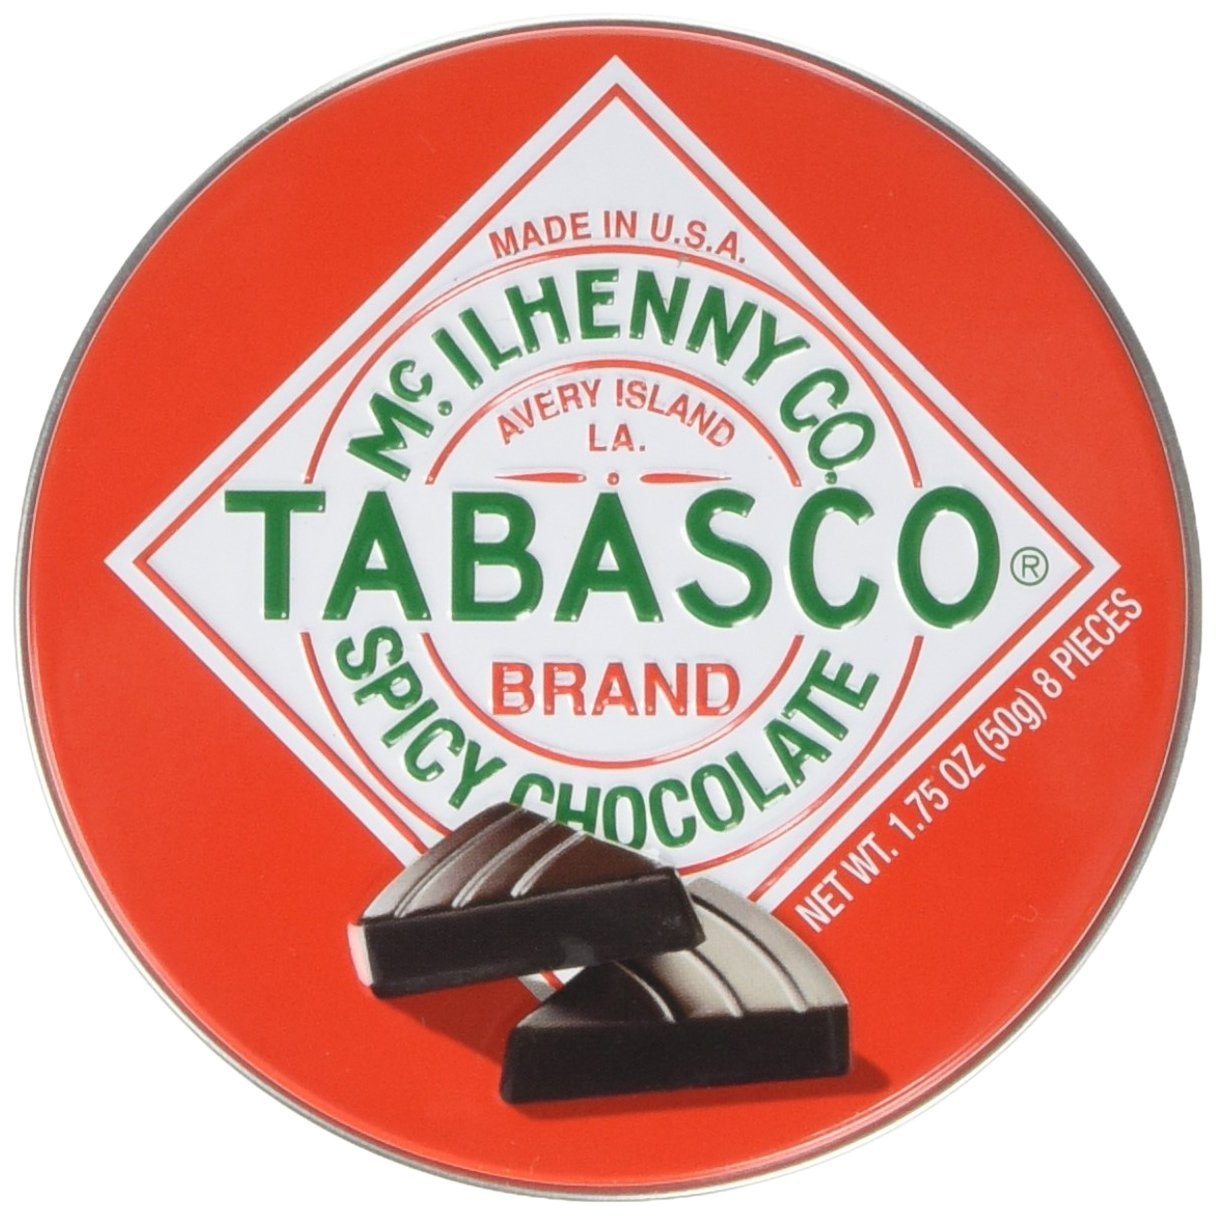 MADE IN U.S.A.
Mc. ILHENNY CO.
AVERY ISLAND
LA.
TABASCO®
BRAND
SPICY CHOCOLATE
NET WT. 1.75 OZ (50g) 8 PIECES